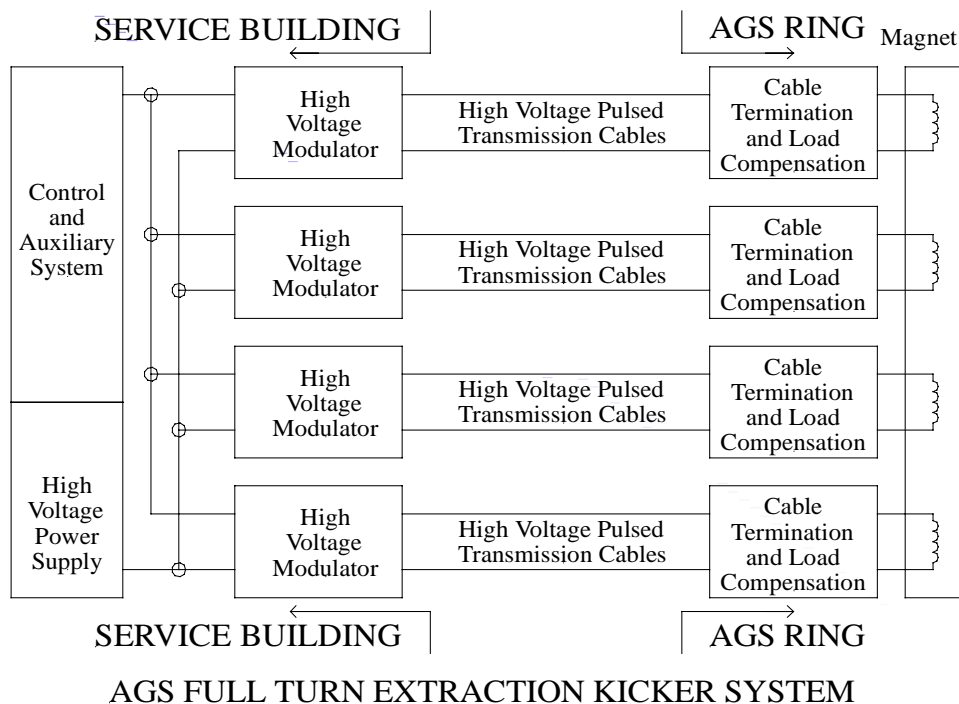 SERVICE BUILDING
AGS RING
Magnet
Control
and
Auxiliary
System
High
Voltage
Power
Supply
High
Voltage
Modulator
High Voltage Pulsed
Transmission Cables
Cable
Termination
and Load
Compensation
High
Voltage
Modulator
High Voltage Pulsed
Transmission Cables
Cable
Termination
and Load
Compensation
High
Voltage
Modulator
High Voltage Pulsed
Transmission Cables
Cable
Termination
and Load
Compensation
High
Voltage
Modulator
High Voltage Pulsed
Transmission Cables
Cable
Termination
and Load
Compensation
SERVICE BUILDING
AGS RING
AGS FULL TURN EXTRACTION KICKER SYSTEM